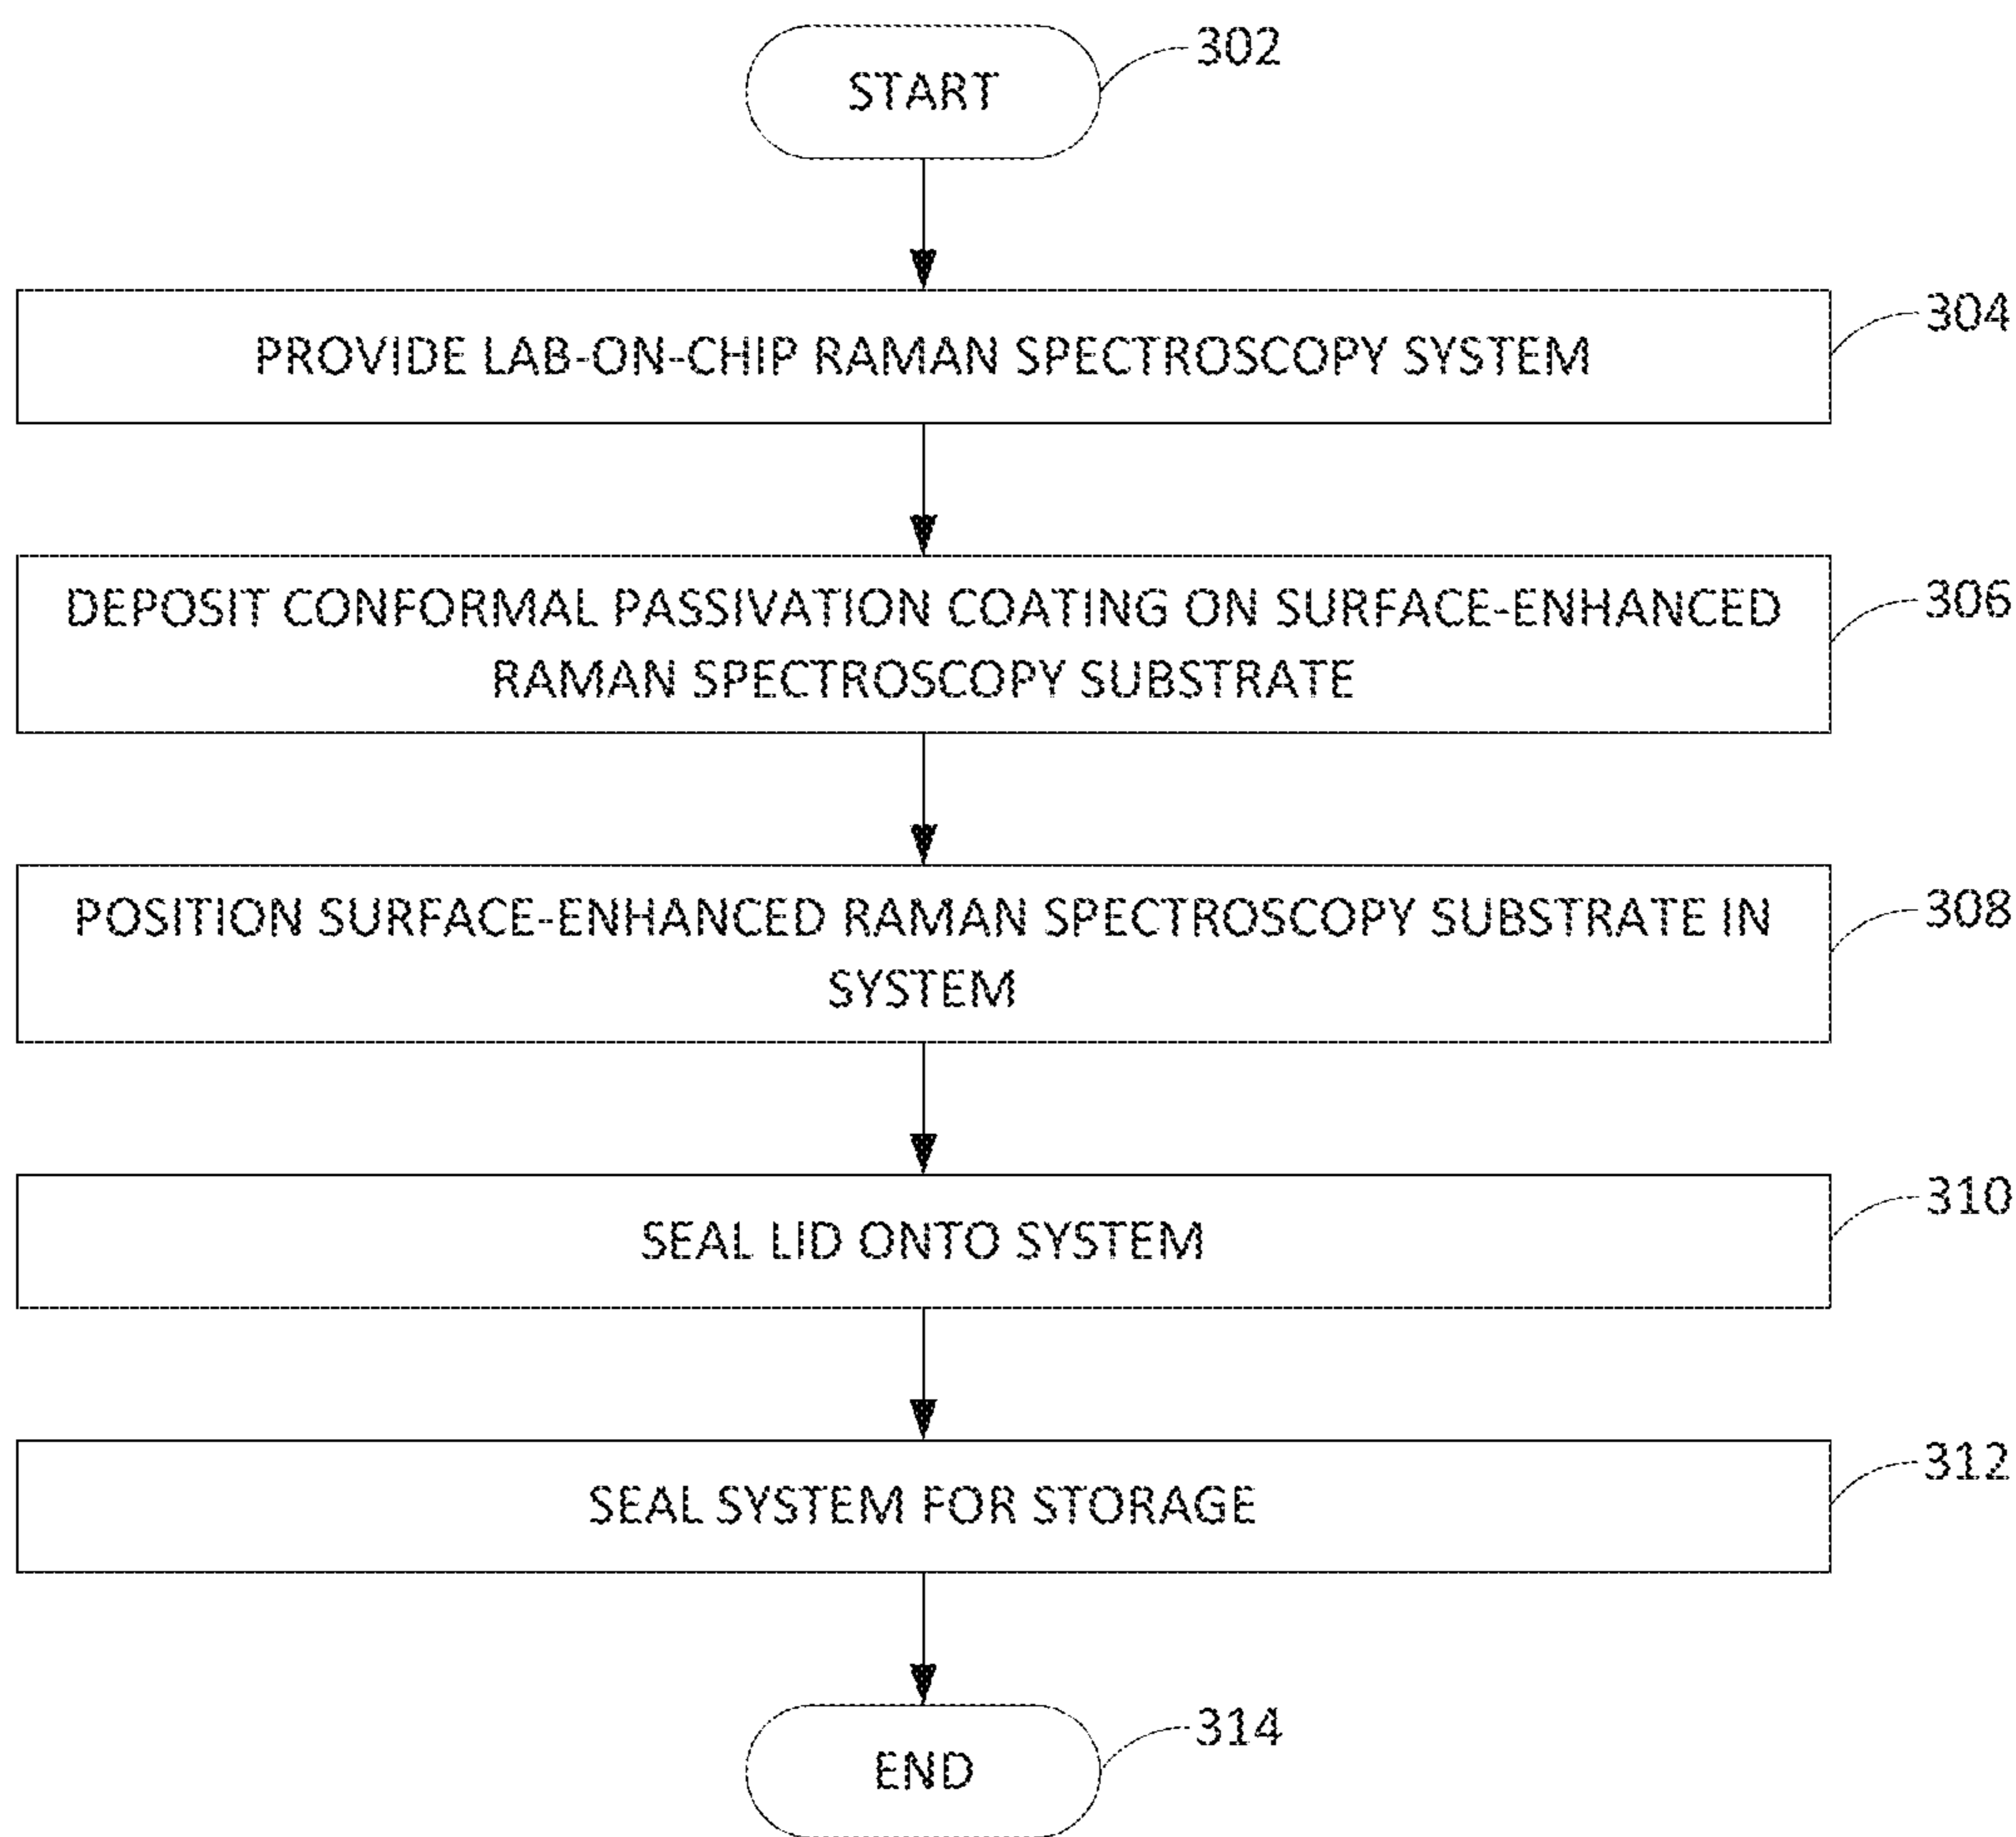 START
302
PROVIDE LAB-ON-CHIP RAMAN SPECTROSCOPY SYSTEM
304
DEPOSIT CONFORMAL PASSIVATION COATING ON SURFACE-ENHANCED
RAMAN SPECTROSCOPY SUBSTRATE
306
POSITION SURFACE-ENHANCED RAMAN SPECTROSCOPY SUBSTRATE IN
SYSTEM
308
SEAL LID ONTO SYSTEM
310
SEAL SYSTEM FOR STORAGE
312
END
314